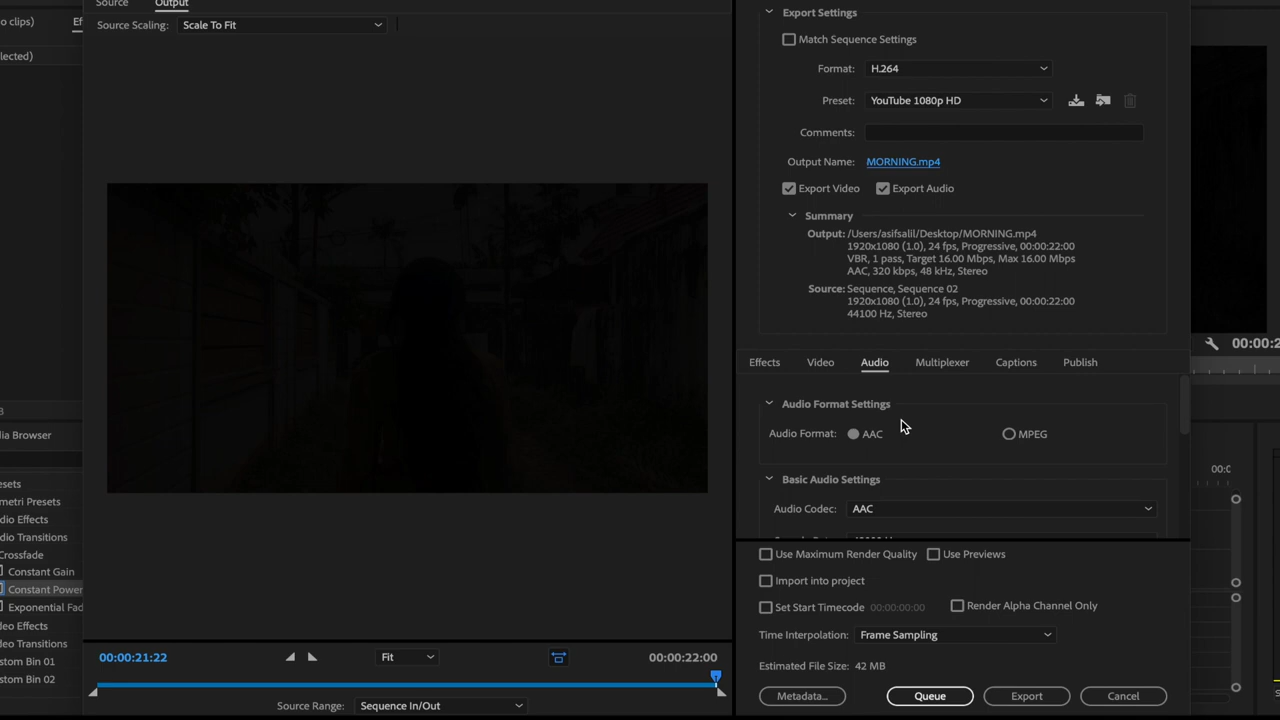 Source
Output
Source Scaling:
Scale To Fit
o clips)
lected)
Export Settings
Match Sequence Settings
Format:
H.264
Preset:
YouTube 1080p HD
Comments:
Output Name:
MORNING.mp4
Export Video
Export Audio
Summary
Output: /Users/asifsalil/Desktop/MORNING.mp4
1920x1080 (1.0), 24 fps, Progressive, 00:00:22:00
VBR, 1 pass, Target 16.00 Mbps, Max 16.00 Mbps
AAC, 320 kbps, 48 kHz, Stereo
Source: Sequence, Sequence 02
1920x1080 (1.0), 24 fps, Progressive, 00:00:22:00
44100 Hz, Stereo
00:00:2
Effects
Video
Audio
Multiplexer
Captions
Publish
Audio Format Settings
Audio Format:
AAC
MPEG
Basic Audio Settings
Audio Codec:
AAC
00:0
dia Browser
esets
metri Presets
dio Effects
dio Transitions
Crossfade
Constant Gain
Constant Power
Exponential Fad
deo Effects
deo Transitions
stom Bin 01
stom Bin 02
Use Maximum Render Quality
Use Previews
Import into project
Set Start Timecode
00:00:00:00
Render Alpha Channel Only
Time Interpolation:
Frame Sampling
Estimated File Size: 42 MB
Metadata...
Queue
Export
Cancel
00:00:21:22
Fit
00:00:22:00
Source Range:
Sequence In/Out